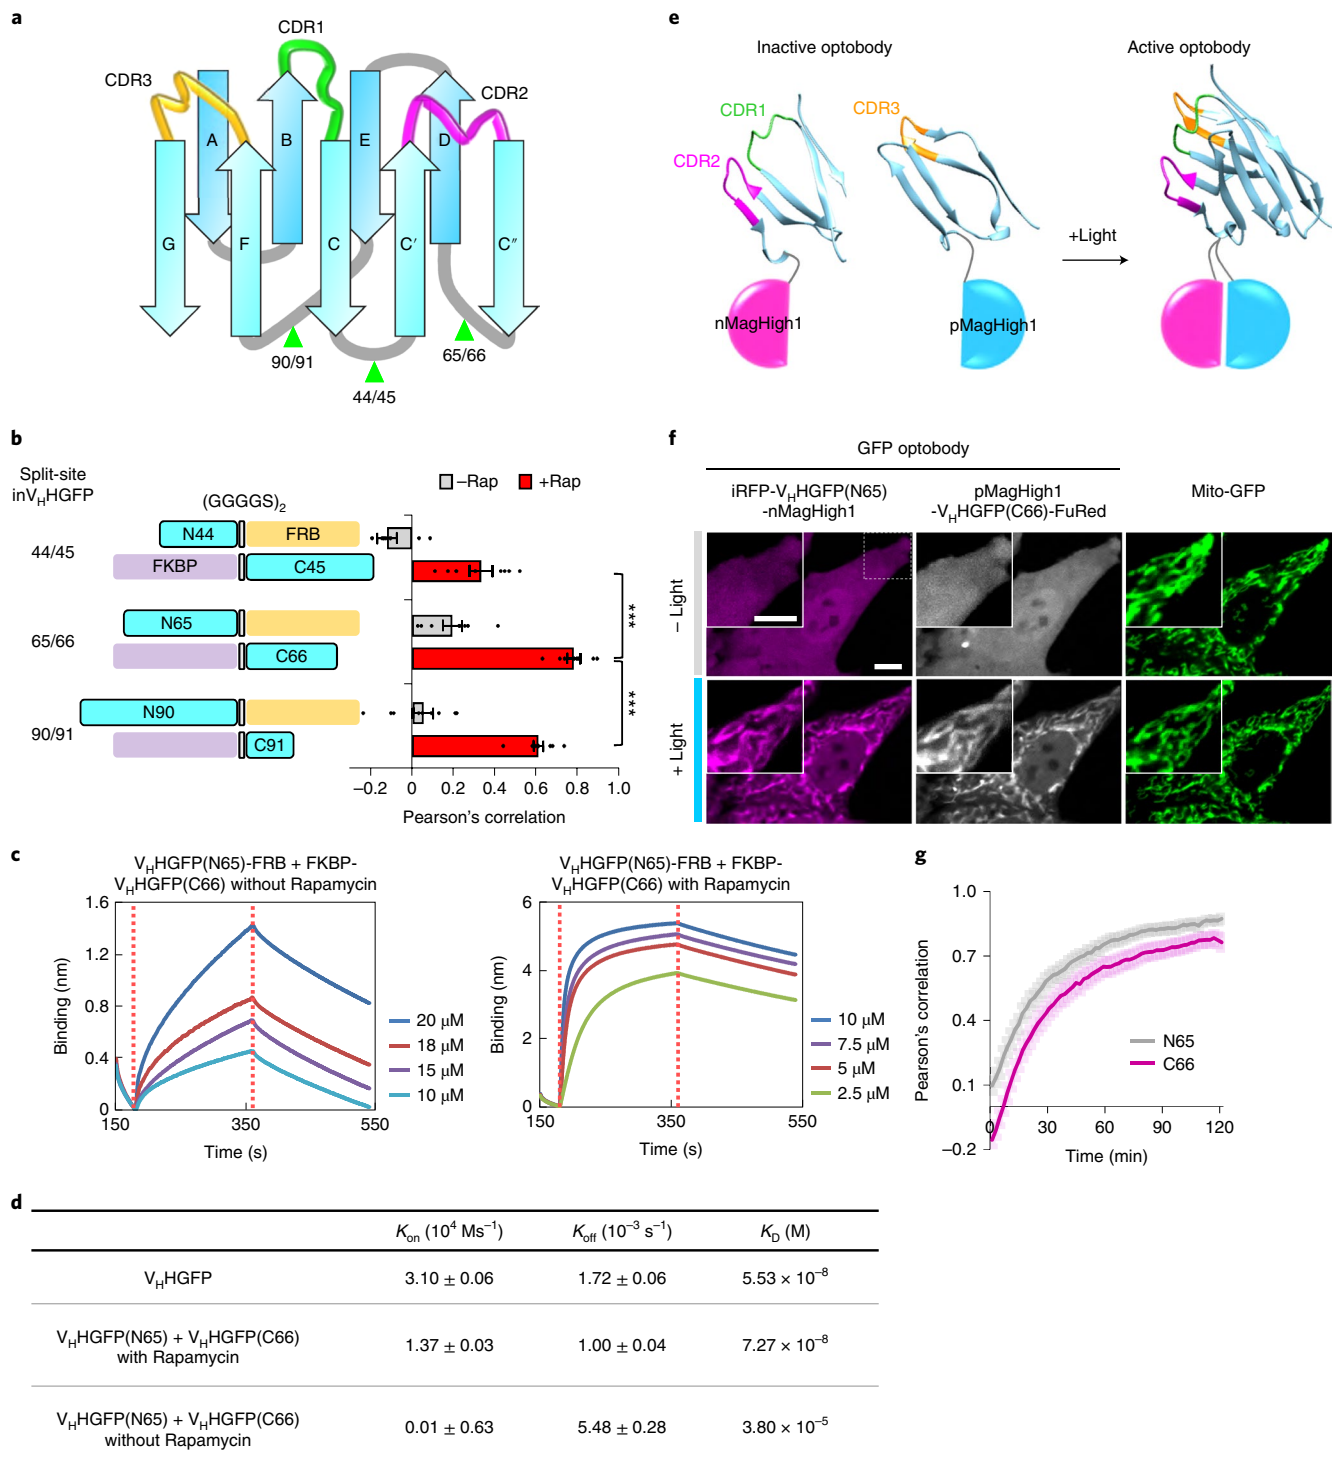 a
CDR1
CDR3
CDR2
A
B
E
D
G
F
C
C′
C″
90/91
65/66
44/45
e
Inactive optobody
Active optobody
CDR1
CDR3
CDR2
+Light
nMagHigh1
pMagHigh1
b
Split-site
inVHHGFP
(GGGGS)2
–Rap
+Rap
44/45
N44
FRB
FKBP
C45
65/66
N65
C66
90/91
N90
C91
***
***
–0.2
0
0.2
0.4
0.6
0.8
1.0
Pearson's correlation
f
GFP optobody
iRFP-VHHGFP(N65)
-nMagHigh1
pMagHigh1
-VHHGFP(C66)-FuRed
Mito-GFP
– Light
+ Light
c
VHHGFP(N65)-FRB + FKBP-
VHHGFP(C66) without Rapamycin
Binding (nm)
1.6
1.2
0.8
0.4
0
150
350
550
Time (s)
20 μM
18 μM
15 μM
10 μM
VHHGFP(N65)-FRB + FKBP-
VHHGFP(C66) with Rapamycin
Binding (nm)
6
4
2
0
150
350
550
Time (s)
10 μM
7.5 μM
5 μM
2.5 μM
g
Pearson's correlation
1.0
0.7
0.4
0.1
–0.2
N65
C66
0
30
60
90
120
Time (min)
d
Kon (10⁴ Ms⁻¹)
Koff (10⁻³ s⁻¹)
KD (M)
VHHGFP
3.10 ± 0.06
1.72 ± 0.06
5.53 × 10⁻⁸
VHHGFP(N65) + VHHGFP(C66)
with Rapamycin
1.37 ± 0.03
1.00 ± 0.04
7.27 × 10⁻⁸
VHHGFP(N65) + VHHGFP(C66)
without Rapamycin
0.01 ± 0.63
5.48 ± 0.28
3.80 × 10⁻⁵